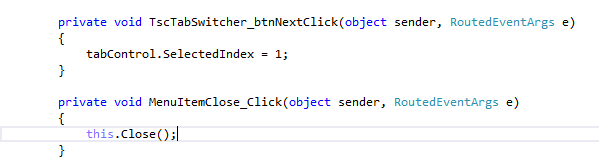 private void TscTabSwitcher_btnNextClick(object sender, RoutedEventArgs e)
{
tabControl.SelectedIndex = 1;
}
private void MenuItemClose_Click(object sender, RoutedEventArgs e)
{
this.Close();
}